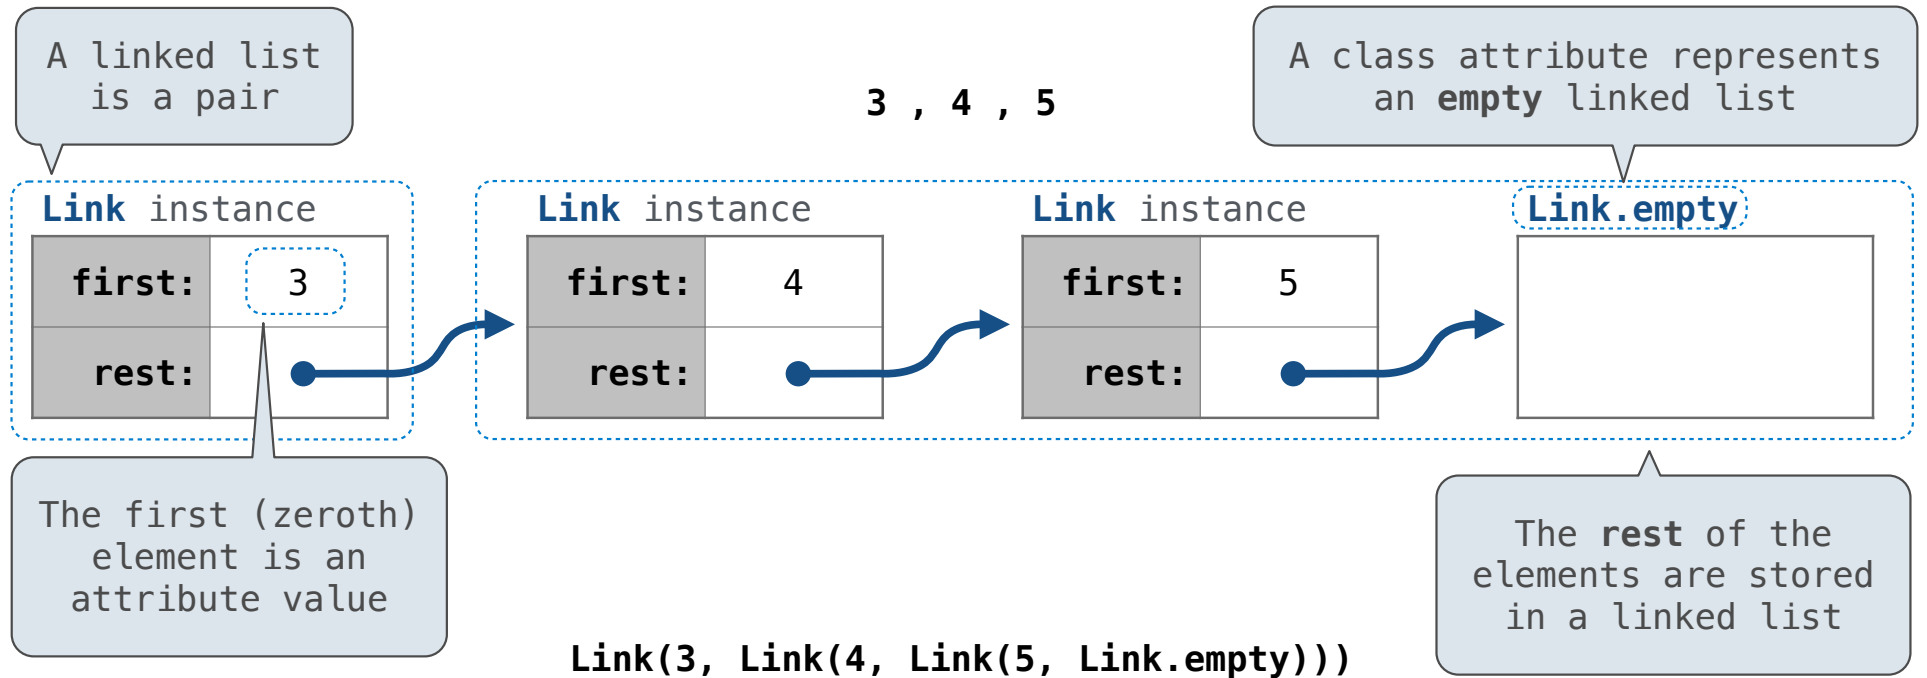 A linked list
is a pair
3 , 4 , 5
A class attribute represents
an empty linked list
Link instance
first: 3
rest:
Link instance
first: 4
rest:
Link instance
first: 5
rest:
Link.empty
The first (zeroth)
element is an
attribute value
The rest of the
elements are stored
in a linked list
Link(3, Link(4, Link(5, Link.empty)))